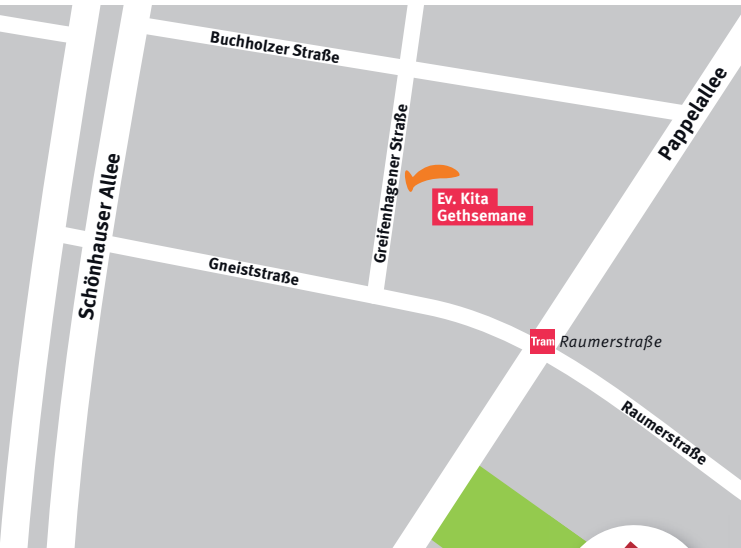 Buchholzer Straße
Pappelallee
Greifenhagener Straße
Schönhauser Allee
Ev. Kita
Gethsemane
Gneiststraße
Tram Raumerstraße
Raumerstraße